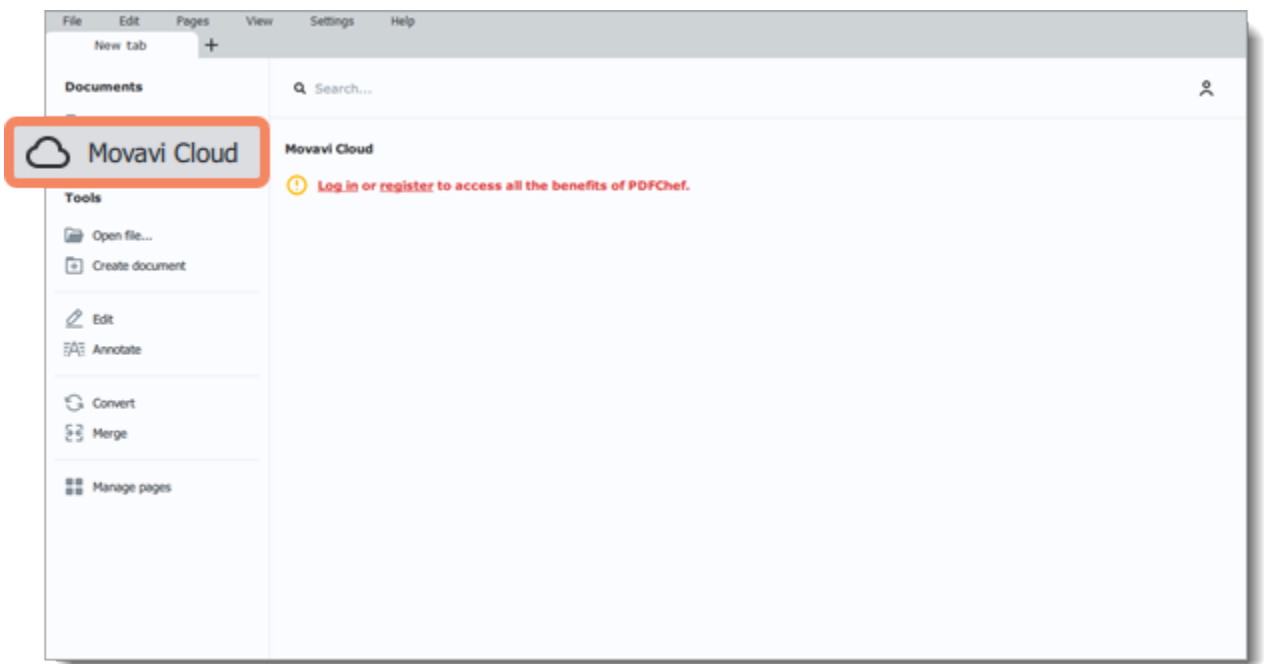 File Edit Pages View Settings Help
New tab +
Documents
Search...
Movavi Cloud
Movavi Cloud
Log in or register to access all the benefits of PDFChef.
Tools
Open file...
Create document
Edit
Annotate
Convert
Merge
Manage pages